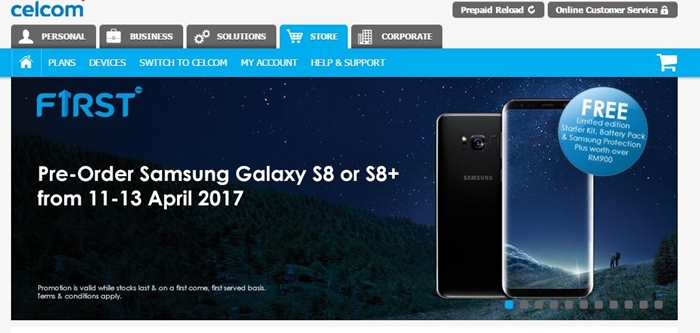 celcom
Prepaid Reload
Online Customer Service
PERSONAL
BUSINESS
SOLUTIONS
STORE
CORPORATE
PLANS
DEVICES
SWITCH TO CELCOM
MY ACCOUNT
HELP & SUPPORT
FIRST
FREE
Limited edition
Starter Kit, Battery Pack
& Samsung Protection
Plus worth over
RM900
Pre-Order Samsung Galaxy S8 or S8+
from 11-13 April 2017
SAMSUNG
Promotion is valid while stocks last & on a first come, first served basis.
Terms & conditions apply.